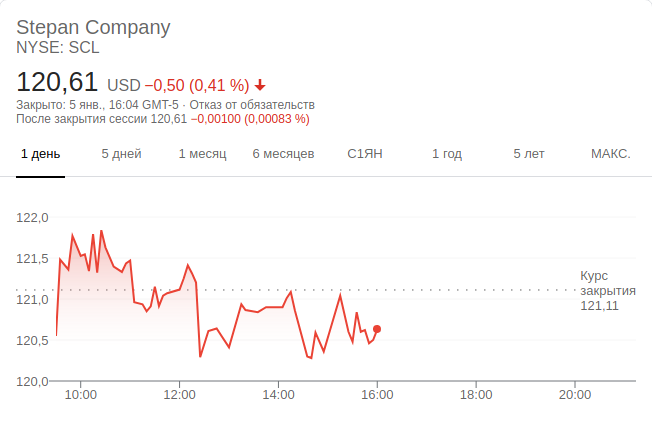 Stepan Company
NYSE: SCL
120,61 USD −0,50 (0,41 %)
Закрыто: 5 янв., 16:04 GMT-5 · Отказ от обязательств
После закрытия сессии 120,61 −0,00100 (0,00083 %)
1 день 5 дней 1 месяц 6 месяцев С1ЯН 1 год 5 лет МАКС.
122,0
121,5
121,0
120,5
120,0
Курс
закрытия
121,11
10:00 12:00 14:00 16:00 18:00 20:00